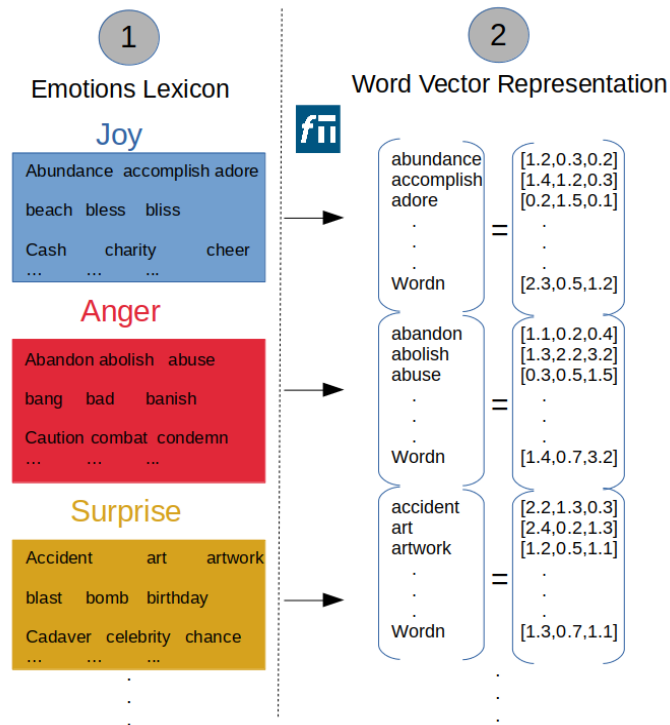 1
Emotions Lexicon
Joy
Abundance accomplish adore
beach bless bliss
Cash charity cheer
... ... ...
Anger
Abandon abolish abuse
bang bad banish
Caution combat condemn
... ... ...
Surprise
Accident art artwork
blast bomb birthday
Cadaver celebrity chance
... ... ...
.
.
.
2
Word Vector Representation
fTT
abundance = [1.2,0.3,0.2]
accomplish [1.4,1.2,0.3]
adore [0.2,1.5,0.1]
. .
. .
. .
Wordn [2.3,0.5,1.2]
abandon = [1.1,0.2,0.4]
abolish [1.3,2.2,3.2]
abuse [0.3,0.5,1.5]
. .
. .
. .
Wordn [1.4,0.7,3.2]
accident = [2.2,1.3,0.3]
art [2.4,0.2,1.3]
artwork [1.2,0.5,1.1]
. .
. .
. .
Wordn [1.3,0.7,1.1]
.
.
.